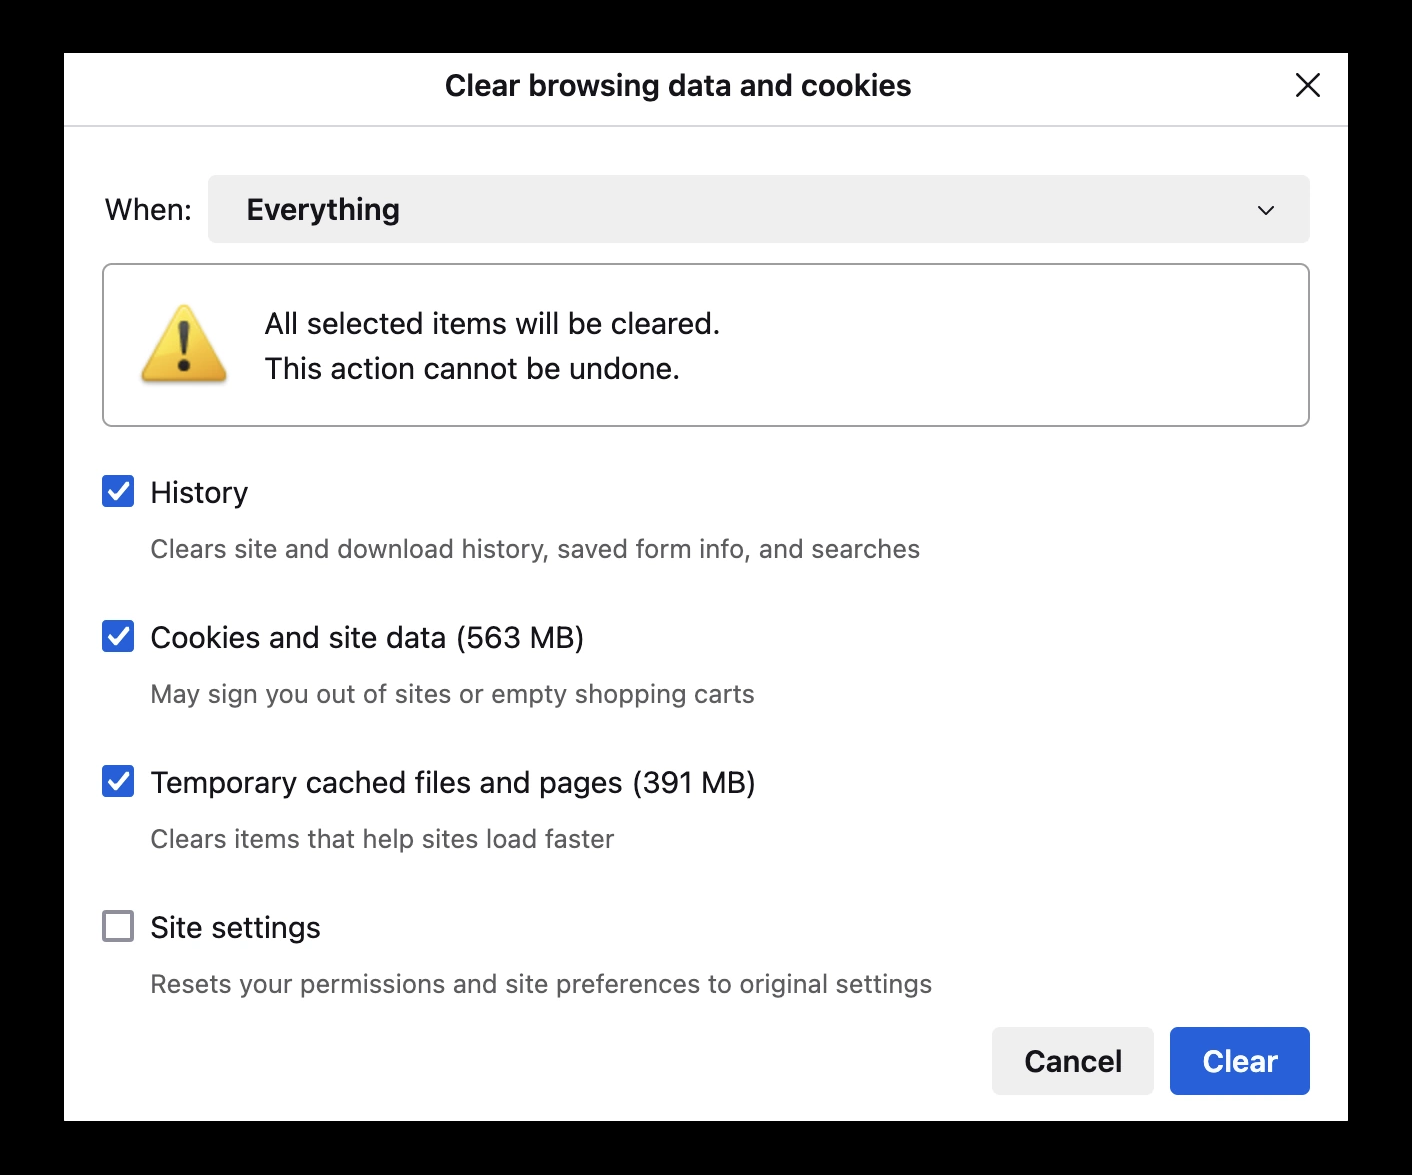 Clear browsing data and cookies
When: Everything
All selected items will be cleared.
This action cannot be undone.
History
Clears site and download history, saved form info, and searches
Cookies and site data (563 MB)
May sign you out of sites or empty shopping carts
Temporary cached files and pages (391 MB)
Clears items that help sites load faster
Site settings
Resets your permissions and site preferences to original settings
Cancel Clear